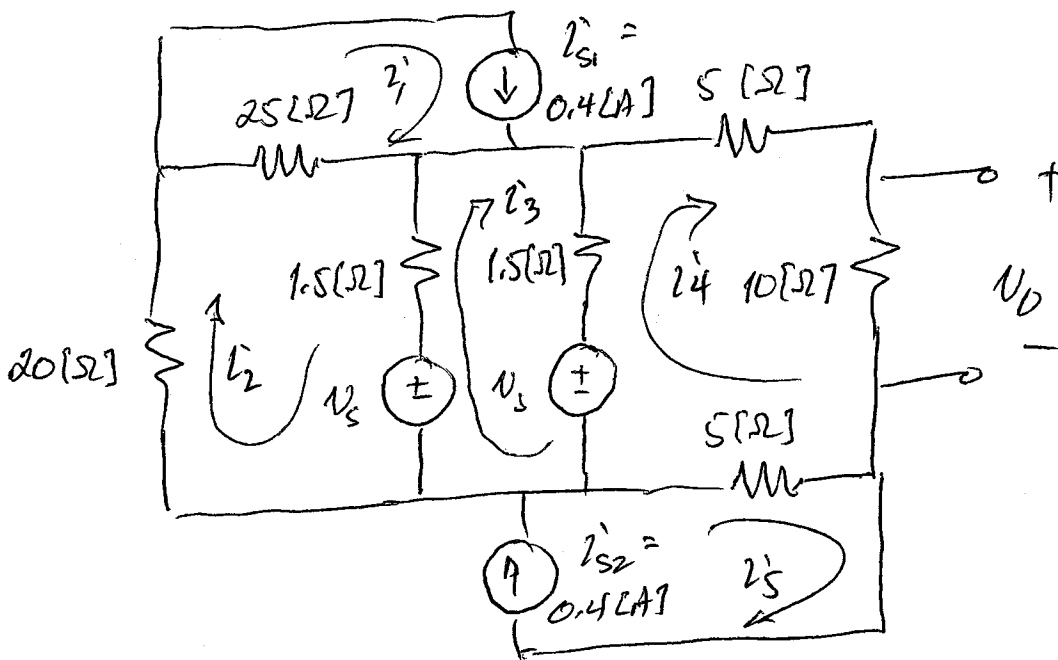 i_s1 =
0.4[A]
5[Ω]
25[Ω]
i_1
+
i_3
1.5[Ω]
1.5[Ω]
i_4
10[Ω]
v_o
20[Ω]
i_2
v_s
±
v_s
±
−
5[Ω]
i_s2 =
0.4[A]
i_5